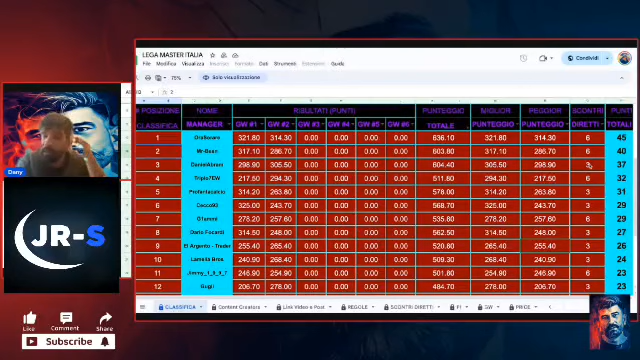 LEGA MASTER ITALIA
File Modifica Visualizza Inserisci Formato Dati Strumenti Estensioni Guida
Condividi
75% Solo visualizzazione
2
POSIZIONE NOME RISULTATI (PUNTI) PUNTEGGIO MIGLIOR PEGGIOR SCONTRI PUNTI
CLASSIFICA MANAGER GW #1 GW #2 GW #3 GW #4 GW #5 GW #6 TOTALE PUNTEGGIO PUNTEGGIO DIRETTI TOTALI
1 OraSovare 321.80 314.30 0.00 0.00 0.00 0.00 636.10 321.80 314.30 6 45
2 Mr-Bean 317.10 286.70 0.00 0.00 0.00 0.00 603.80 317.10 286.70 6 40
3 DanielAbrams 298.90 305.50 0.00 0.00 0.00 0.00 604.40 305.50 298.90 3 37
4 Triplo7EW 217.50 294.30 0.00 0.00 0.00 0.00 511.80 294.30 217.50 6 32
5 Profantacalcio 314.20 263.80 0.00 0.00 0.00 0.00 578.00 314.20 263.80 3 31
6 Cecco93 325.00 243.70 0.00 0.00 0.00 0.00 568.70 325.00 243.70 3 29
7 GTammi 278.20 257.60 0.00 0.00 0.00 0.00 535.80 278.20 257.60 6 29
8 Dario Focardi 314.50 248.00 0.00 0.00 0.00 0.00 562.50 314.50 248.00 3 27
9 El Argento - Trader 255.40 265.40 0.00 0.00 0.00 0.00 520.80 265.40 255.40 3 26
10 Lamella Bros. 240.90 268.40 0.00 0.00 0.00 0.00 509.30 268.40 240.90 3 24
11 246.90 254.90 0.00 0.00 0.00 0.00 501.80 254.90 246.90 6 23
12 Gugli 206.70 278.00 0.00 0.00 0.00 0.00 484.70 278.00 206.70 3 23
CLASSIFICA Content Creators Link Video e Post REGOLE SCONTRI DIRETTI F1 GW PRICE
Dany
JR-S
Like Comment Share
Subscribe